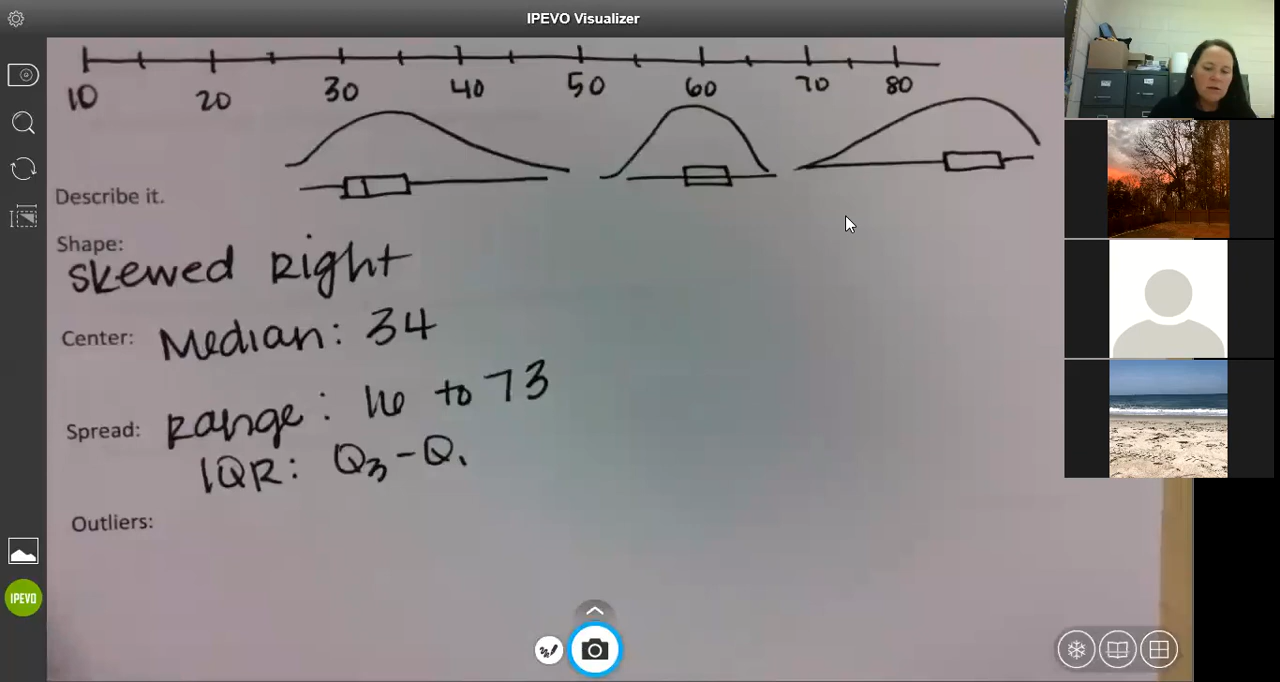 IPEVO Visualizer
10 20 30 40 50 60 70 80
Describe it.
Shape:
Skewed Right
Center: Median: 34
Spread: Range: 16 to 73
IQR: Q3 - Q1
Outliers:
IPEVO